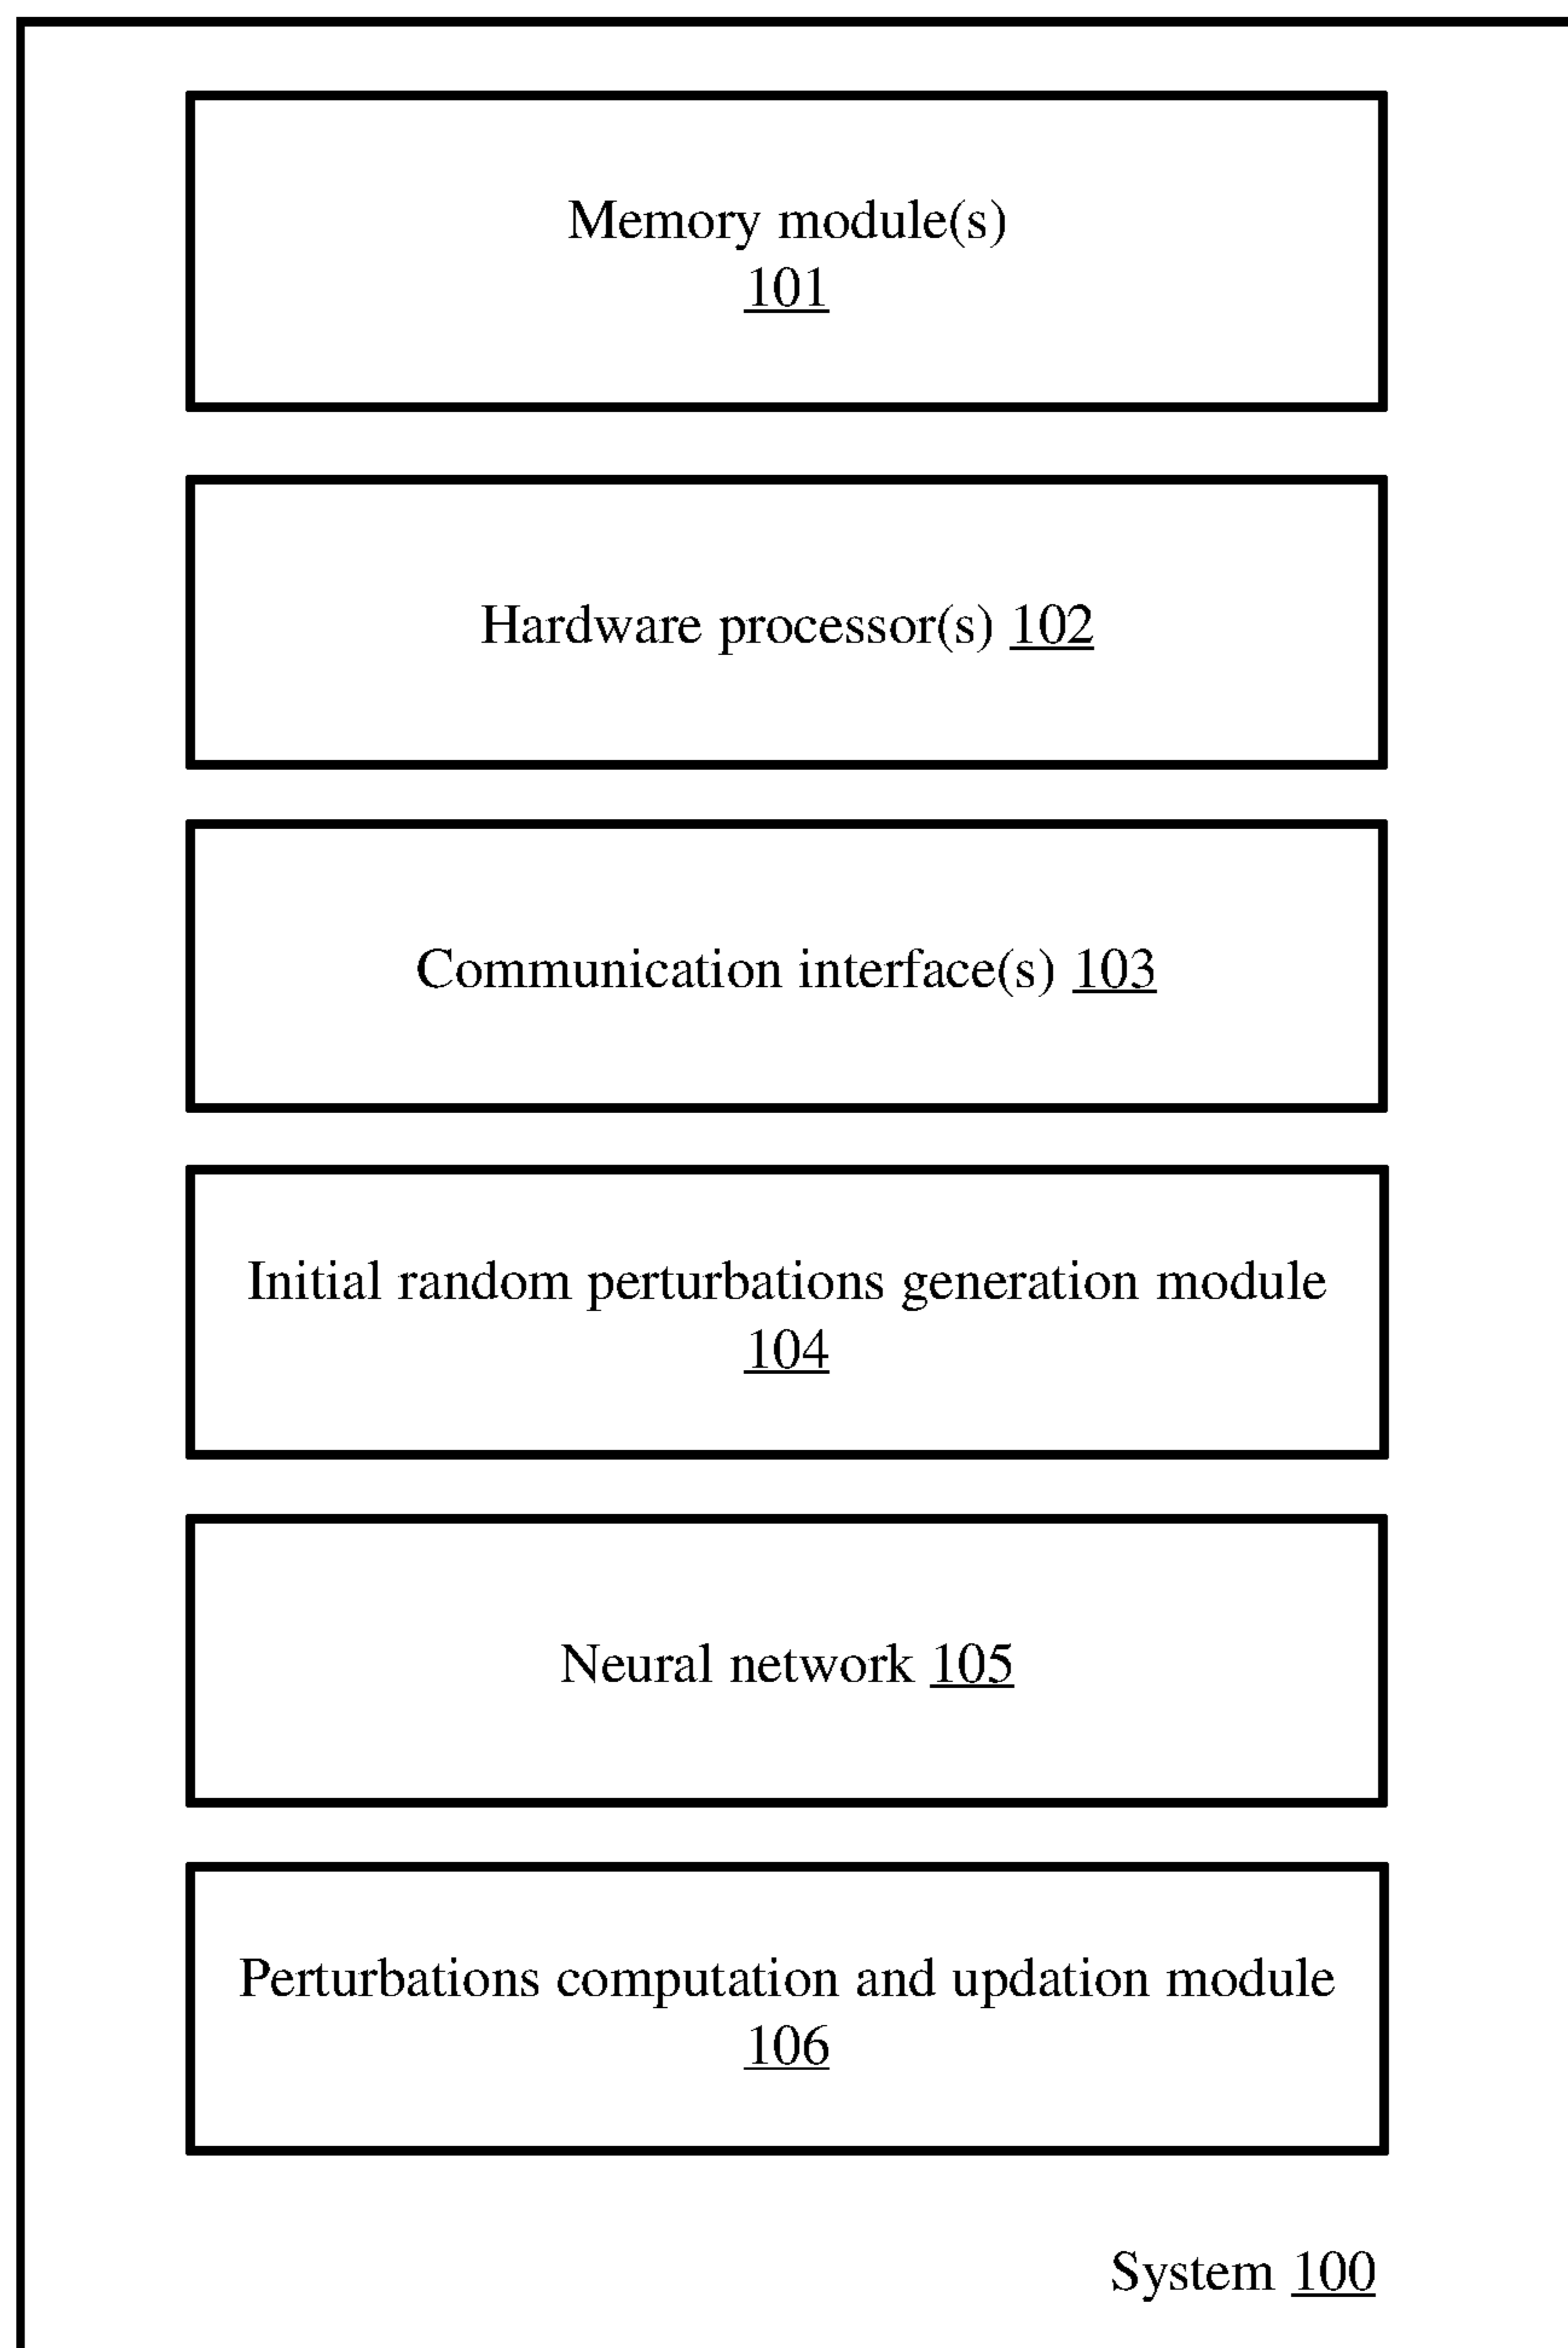 Memory module(s)
101
Hardware processor(s) 102
Communication interface(s) 103
Initial random perturbations generation module
104
Neural network 105
Perturbations computation and updation module
106
System 100